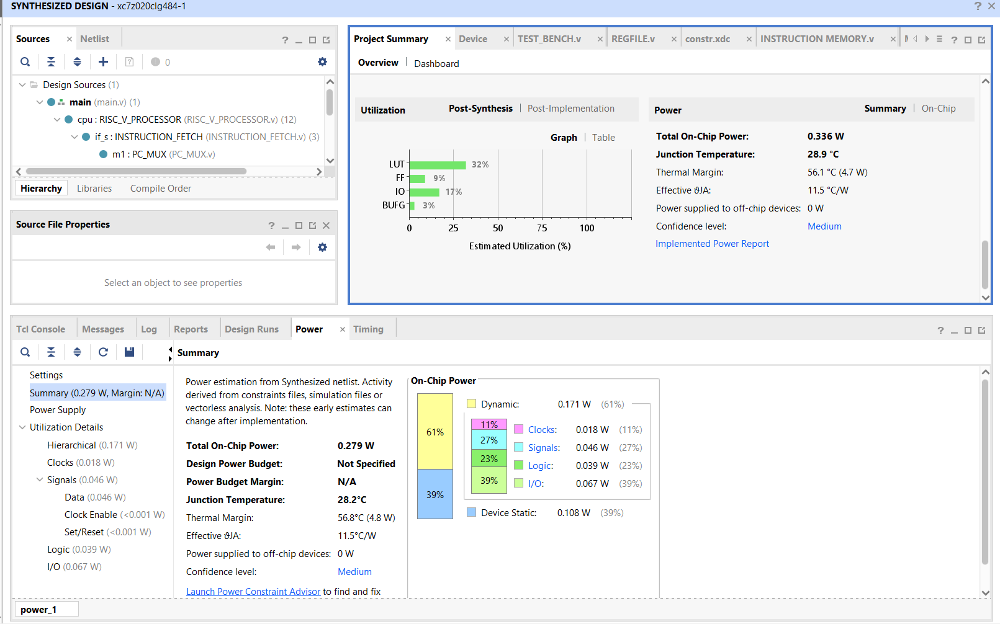 SYNTHESIZED DESIGN - xc7z020clg484-1
? ×
Sources × Netlist
? _
0
Design Sources (1)
main (main.v) (1)
cpu : RISC_V_PROCESSOR (RISC_V_PROCESSOR.v) (12)
if_s : INSTRUCTION_FETCH (INSTRUCTION_FETCH.v) (3)
m1 : PC_MUX (PC_MUX.v)
Hierarchy Libraries Compile Order
Source File Properties
? _ ×
Select an object to see properties
Project Summary × Device × TEST_BENCH.v × REGFILE.v × constr.xdc × INSTRUCTION MEMORY.v ×
?
Overview | Dashboard
Utilization Post-Synthesis | Post-Implementation
Graph | Table
LUT 32%
FF 9%
IO 17%
BUFG 3%
0 25 50 75 100
Estimated Utilization (%)
Power Summary | On-Chip
Total On-Chip Power: 0.336 W
Junction Temperature: 28.9 °C
Thermal Margin: 56.1 °C (4.7 W)
Effective ϑJA: 11.5 °C/W
Power supplied to off-chip devices: 0 W
Confidence level: Medium
Implemented Power Report
Tcl Console Messages Log Reports Design Runs Power × Timing
? _
Settings
Summary (0.279 W, Margin: N/A)
Power Supply
Utilization Details
Hierarchical (0.171 W)
Clocks (0.018 W)
Signals (0.046 W)
Data (0.046 W)
Clock Enable (<0.001 W)
Set/Reset (<0.001 W)
Logic (0.039 W)
I/O (0.067 W)
Summary
Power estimation from Synthesized netlist. Activity
derived from constraints files, simulation files or
vectorless analysis. Note: these early estimates can
change after implementation.
Total On-Chip Power: 0.279 W
Design Power Budget: Not Specified
Power Budget Margin: N/A
Junction Temperature: 28.2°C
Thermal Margin: 56.8°C (4.8 W)
Effective ϑJA: 11.5°C/W
Power supplied to off-chip devices: 0 W
Confidence level: Medium
Launch Power Constraint Advisor to find and fix
On-Chip Power
61%
39%
Dynamic: 0.171 W (61%)
11% Clocks: 0.018 W (11%)
27% Signals: 0.046 W (27%)
23% Logic: 0.039 W (23%)
39% I/O: 0.067 W (39%)
Device Static: 0.108 W (39%)
power_1